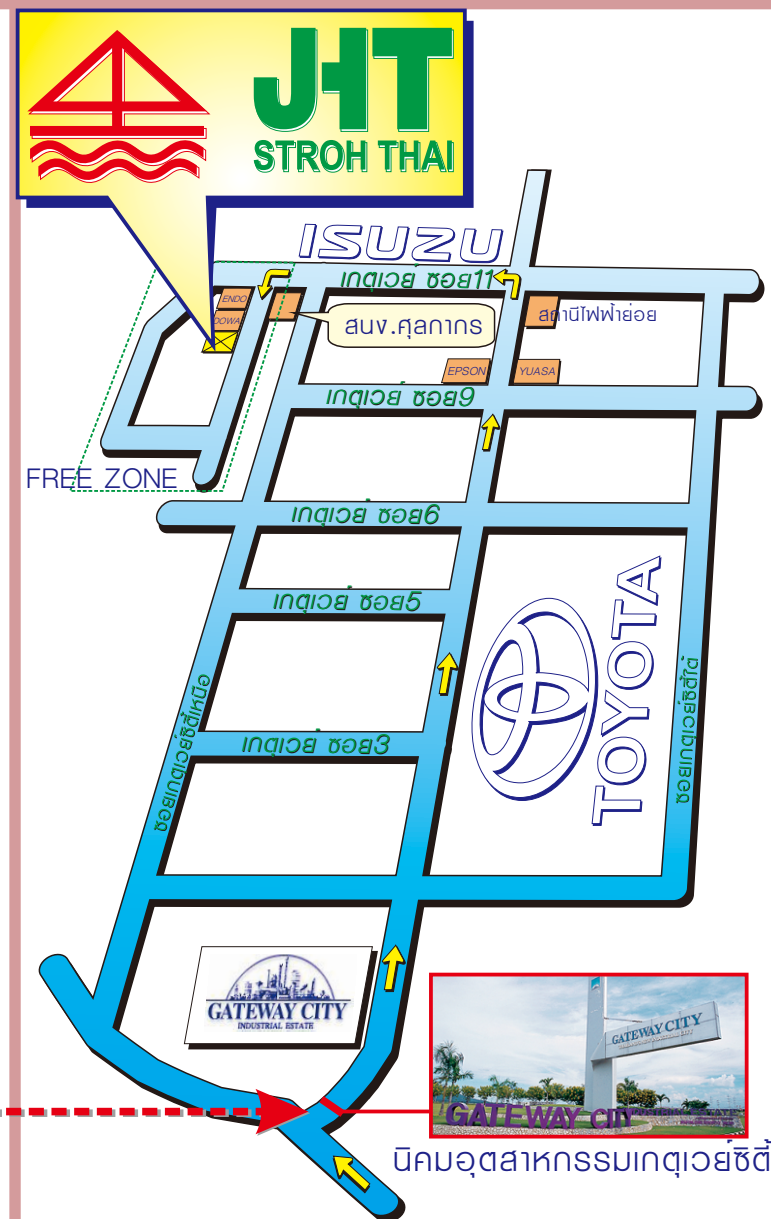 JHT
STROH THAI
ISUZU
เกตุเวย์ ซอย11
ENDO
DOWA
สนง.ศุลกากร
สถานีไฟฟ้าย่อย
EPSON
YUASA
เกตุเวย์ ซอย9
FREE ZONE
เกตุเวย์ ซอย6
เกตุเวย์ ซอย5
TOYOTA
ซอยเกตุเวย์ซิตี้เหนือ
ซอยเกตุเวย์ซิตี้ใต้
เกตุเวย์ ซอย3
GATEWAY CITY
INDUSTRIAL ESTATE
GATEWAY CITY
GATEWAY CITY INDUSTRIAL ESTATE
นิคมอุตสาหกรรมเกตุเวย์ซิตี้